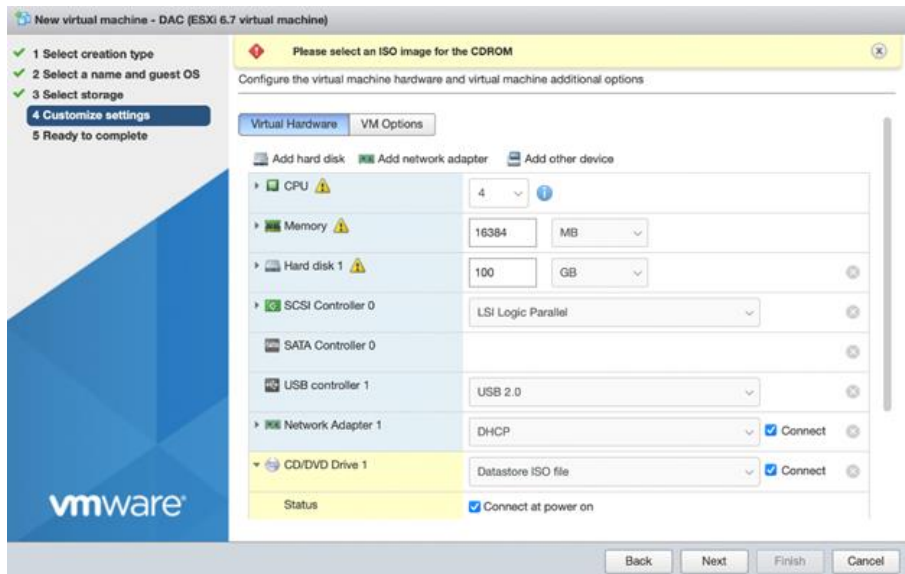 New virtual machine - DAC (ESXi 6.7 virtual machine)
1 Select creation type
2 Select a name and guest OS
3 Select storage
4 Customize settings
5 Ready to complete
vmware
Please select an ISO image for the CDROM
Configure the virtual machine hardware and virtual machine additional options
Virtual Hardware VM Options
Add hard disk Add network adapter Add other device
CPU 4
Memory 16384 MB
Hard disk 1 100 GB
SCSI Controller 0 LSI Logic Parallel
SATA Controller 0
USB controller 1 USB 2.0
Network Adapter 1 DHCP Connect
CD/DVD Drive 1 Datastore ISO file Connect
Status Connect at power on
Back Next Finish Cancel